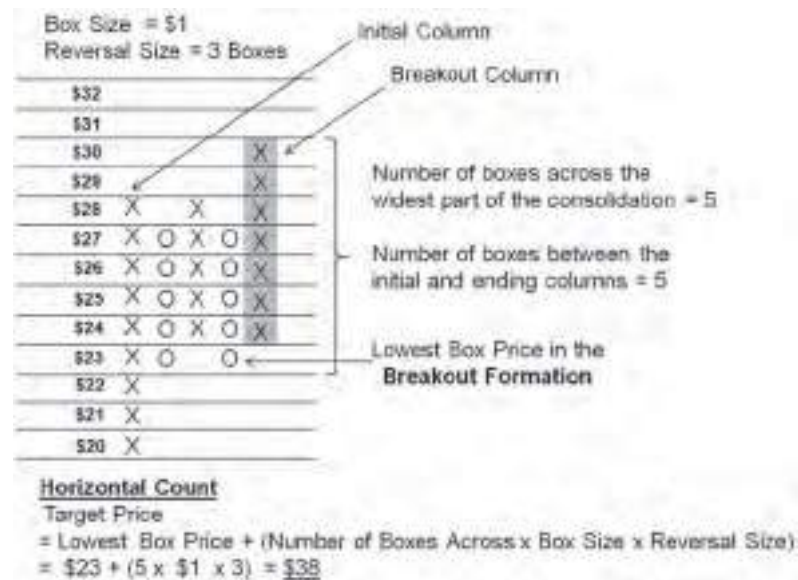 Box Size = $1
Reversal Size = 3 Boxes
Initial Column
Breakout Column
$32
$31
$30 X
$29 X
$28 X X X
$27 X O X O X
$26 X O X O X
$25 X O X O X
$24 X O X O X
$23 X O O
$22 X
$21 X
$20 X
Number of boxes across the
widest part of the consolidation = 5
Number of boxes between the
initial and ending columns = 5
Lowest Box Price in the
Breakout Formation
Horizontal Count
Target Price
= Lowest Box Price + (Number of Boxes Across x Box Size x Reversal Size)
= $23 + (5 x $1 x 3) = $38